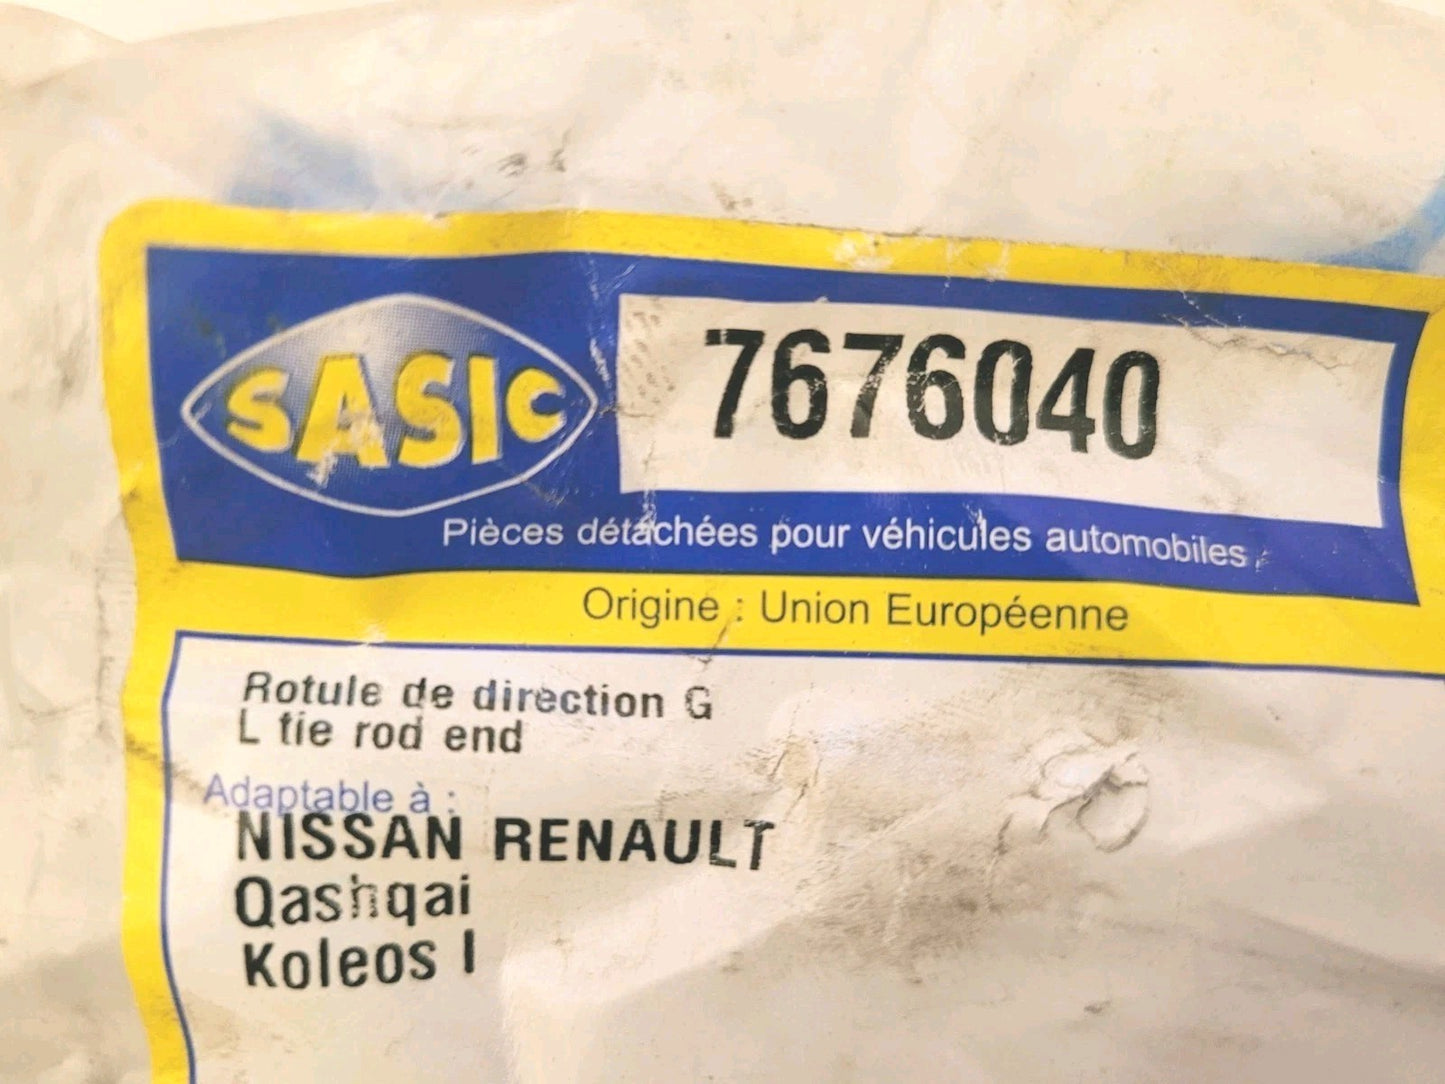 SASIC
7676040
Pièces détachées pour véhicules automobiles
Origine : Union Européenne
Rotule de direction G
L tie rod end
Adaptable à :
NISSAN RENAULT
Qashqai
Koleos I